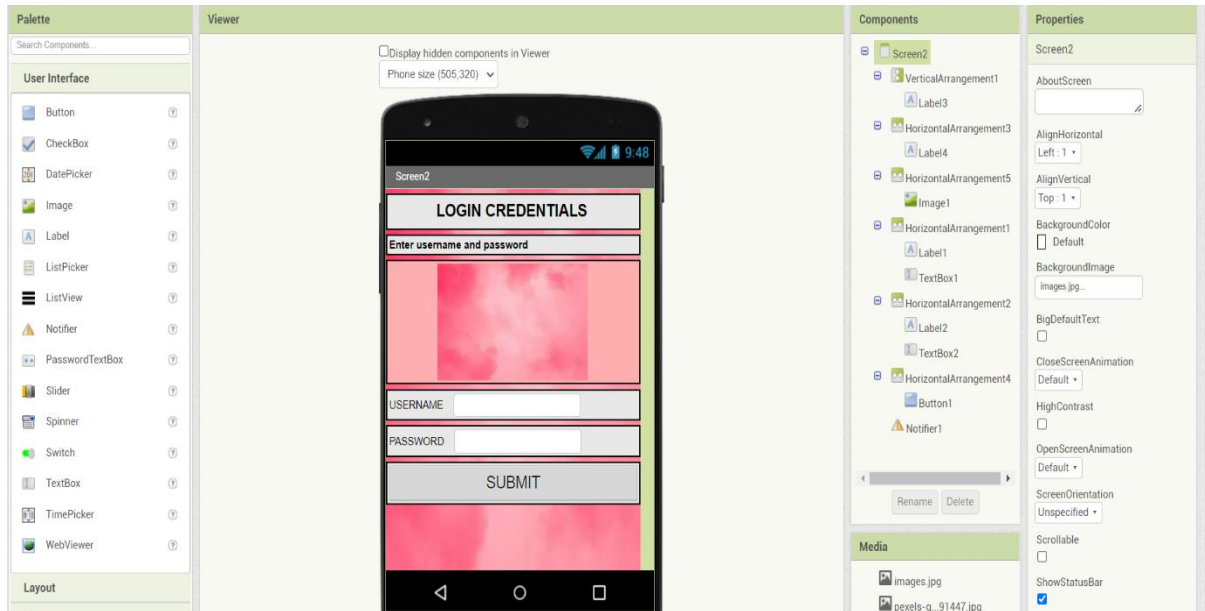 Palette
Search Components...
User Interface
Button
CheckBox
DatePicker
Image
Label
ListPicker
ListView
Notifier
PasswordTextBox
Slider
Spinner
Switch
TextBox
TimePicker
WebViewer
Layout
Viewer
Display hidden components in Viewer
Phone size (505,320)
9:48
Screen2
LOGIN CREDENTIALS
Enter username and password
USERNAME
PASSWORD
SUBMIT
Components
Screen2
VerticalArrangement1
Label3
HorizontalArrangement3
Label4
HorizontalArrangement5
Image1
HorizontalArrangement1
Label1
TextBox1
HorizontalArrangement2
Label2
TextBox2
HorizontalArrangement4
Button1
Notifier1
Rename Delete
Media
images.jpg
pexels-g...91447.jpg
Properties
Screen2
AboutScreen
AlignHorizontal
Left : 1
AlignVertical
Top : 1
BackgroundColor
Default
BackgroundImage
images.jpg...
BigDefaultText
CloseScreenAnimation
Default
HighContrast
OpenScreenAnimation
Default
ScreenOrientation
Unspecified
Scrollable
ShowStatusBar